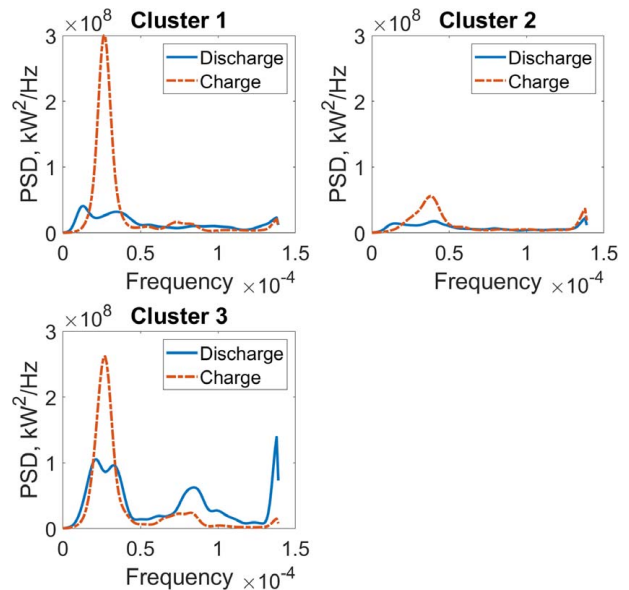 Cluster 1
×10^8
3
2
1
0
PSD, kW^2/Hz
Discharge
Charge
0 0.5 1 1.5
Frequency ×10^-4
Cluster 2
×10^8
3
2
1
0
PSD, kW^2/Hz
Discharge
Charge
0 0.5 1 1.5
Frequency ×10^-4
Cluster 3
×10^8
3
2
1
0
PSD, kW^2/Hz
Discharge
Charge
0 0.5 1 1.5
Frequency ×10^-4